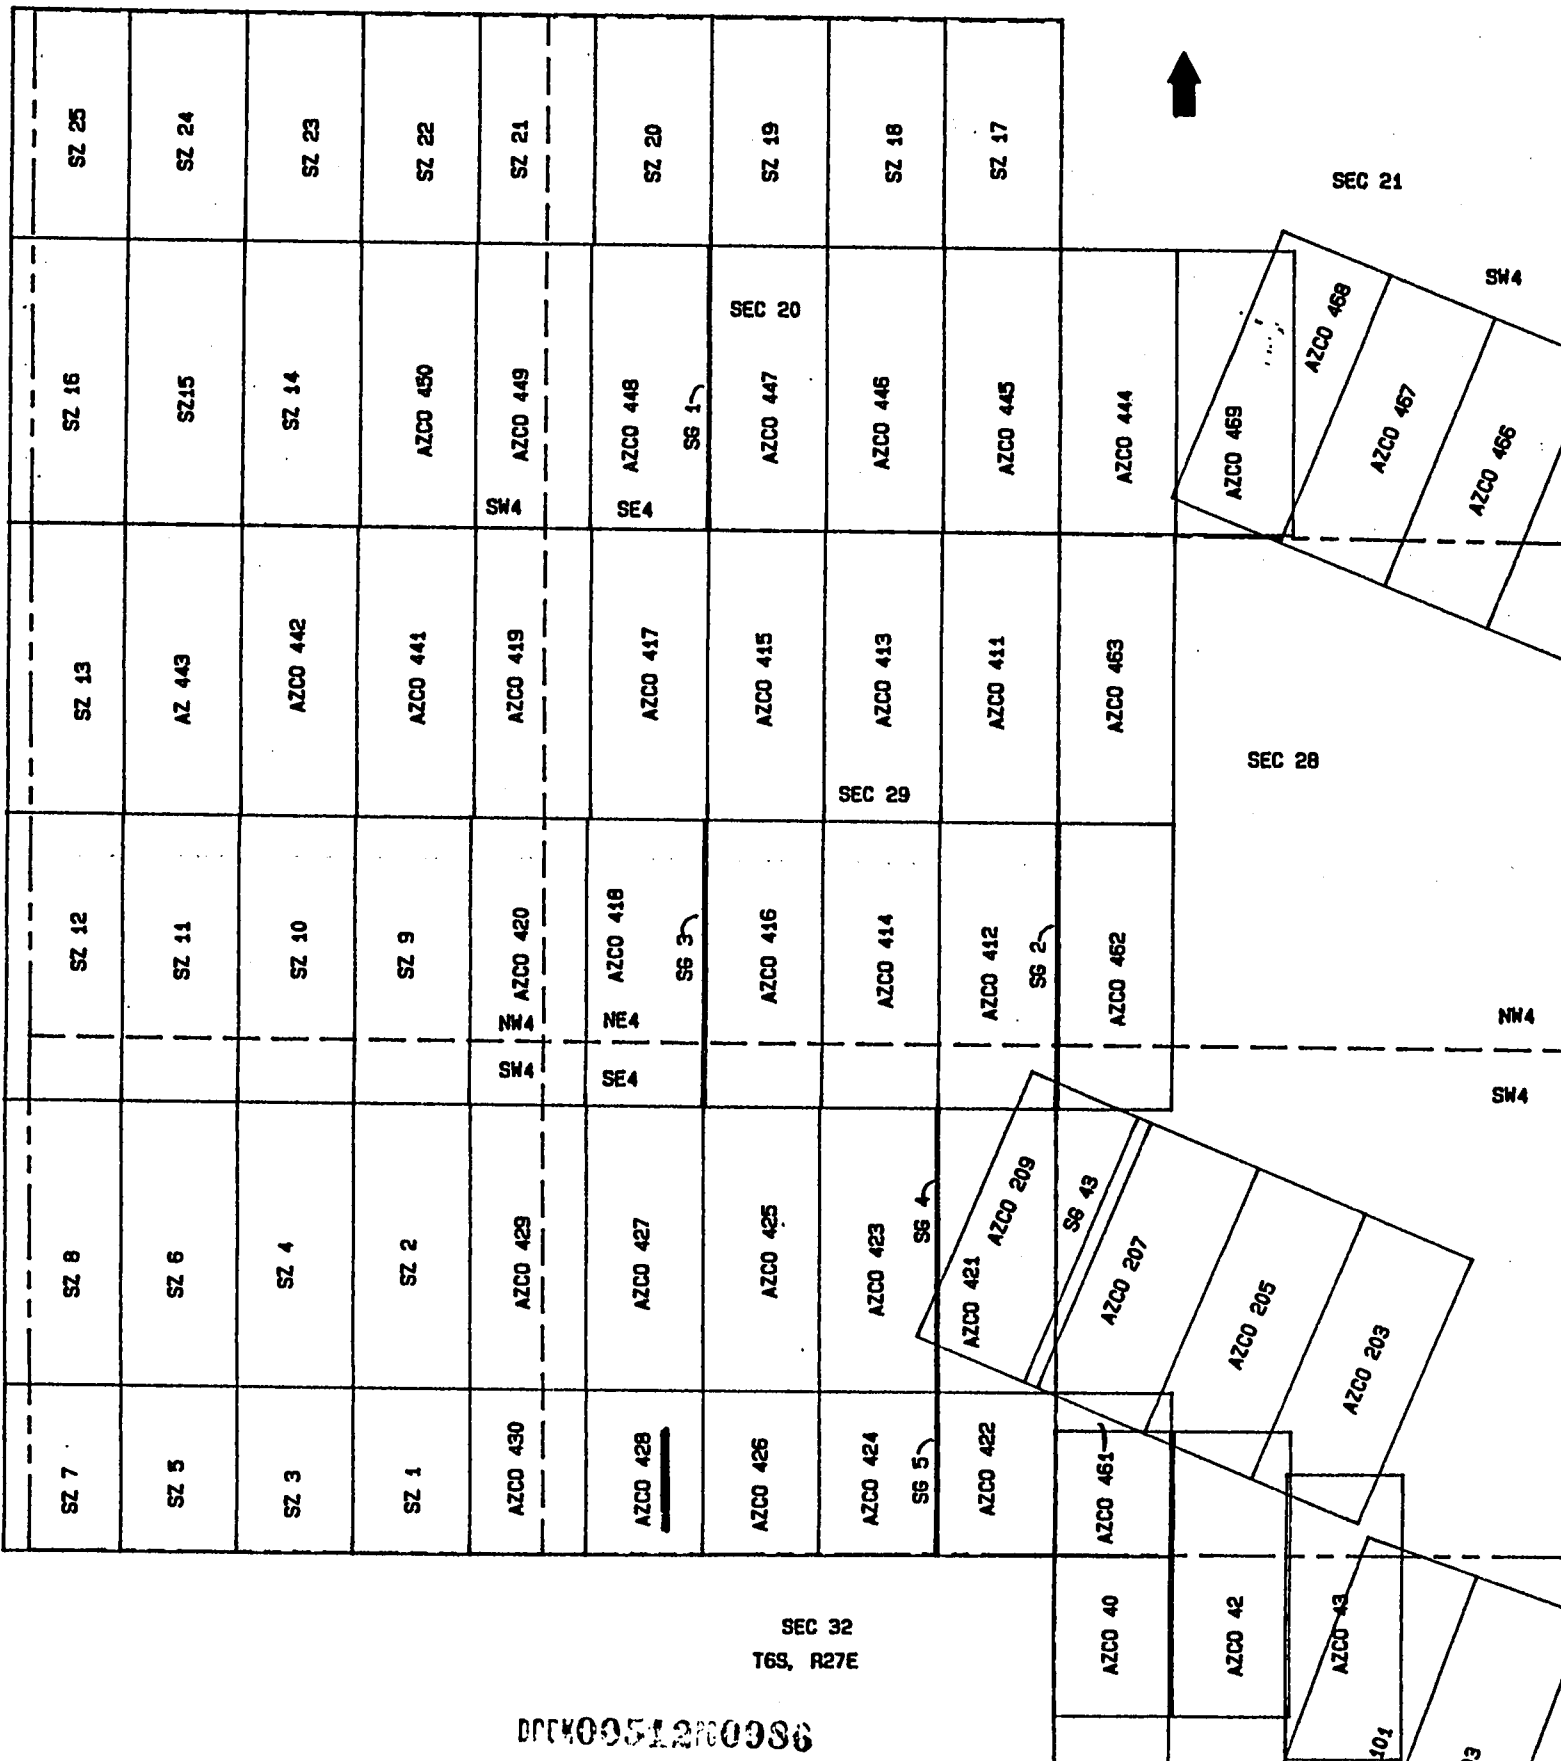 SZ 25
SZ 24
SZ 23
SZ 22
SZ 21
SZ 20
SZ 19
SZ 18
SZ 17
SEC 21
SW4
SEC 20
SZ 16
SZ15
SZ 14
AZCO 450
AZCO 449
AZCO 448
SG 1
AZCO 447
AZCO 446
AZCO 445
AZCO 444
AZCO 469
AZCO 468
AZCO 467
AZCO 466
SW4
SE4
SZ 13
AZ 443
AZCO 442
AZCO 441
AZCO 419
AZCO 417
AZCO 415
AZCO 413
AZCO 411
AZCO 463
SEC 28
SEC 29
SZ 12
SZ 11
SZ 10
SZ 9
AZCO 420
AZCO 418
SG 3
AZCO 416
AZCO 414
AZCO 412
SG 2
AZCO 462
NW4
NE4
NW4
SW4
SE4
SW4
SZ 8
SZ 6
SZ 4
SZ 2
AZCO 429
AZCO 427
AZCO 425
AZCO 423
SG 4
AZCO 421
AZCO 209
SG 43
AZCO 207
AZCO 205
AZCO 203
SZ 7
SZ 5
SZ 3
SZ 1
AZCO 430
AZCO 428
AZCO 426
AZCO 424
SG 5
AZCO 422
AZCO 461
AZCO 40
AZCO 42
AZCO 43
SEC 32
T6S, R27E
101